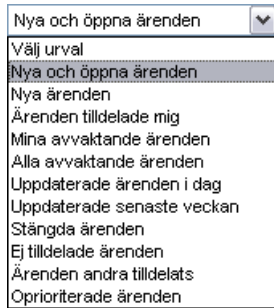 Nya och öppna ärenden
Välj urval
Nya och öppna ärenden
Nya ärenden
Ärenden tilldelade mig
Mina avvaktande ärenden
Alla avvaktande ärenden
Uppdaterade ärenden i dag
Uppdaterade senaste veckan
Stängda ärenden
Ej tilldelade ärenden
Ärenden andra tilldelats
Oprioriterade ärenden